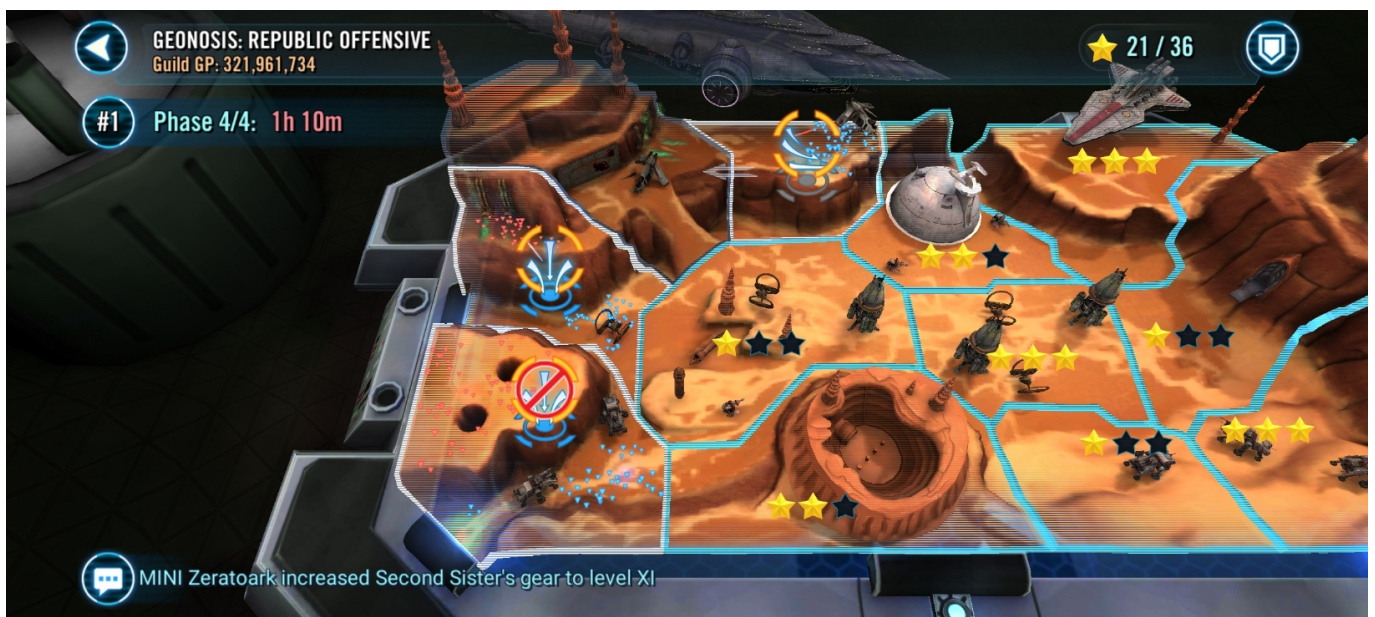 GEONOSIS: REPUBLIC OFFENSIVE
Guild GP: 321,961,734
21 / 36
#1
Phase 4/4: 1h 10m
MINI Zeratoark increased Second Sister's gear to level XI